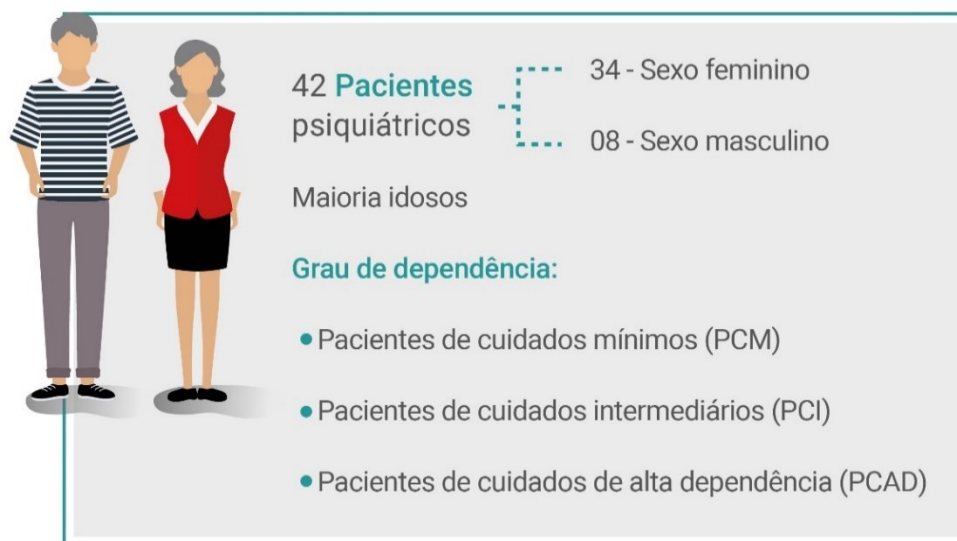 42 Pacientes
psiquiátricos
34 - Sexo feminino
08 - Sexo masculino
Maioria idosos
Grau de dependência:
• Pacientes de cuidados mínimos (PCM)
• Pacientes de cuidados intermediários (PCI)
• Pacientes de cuidados de alta dependência (PCAD)